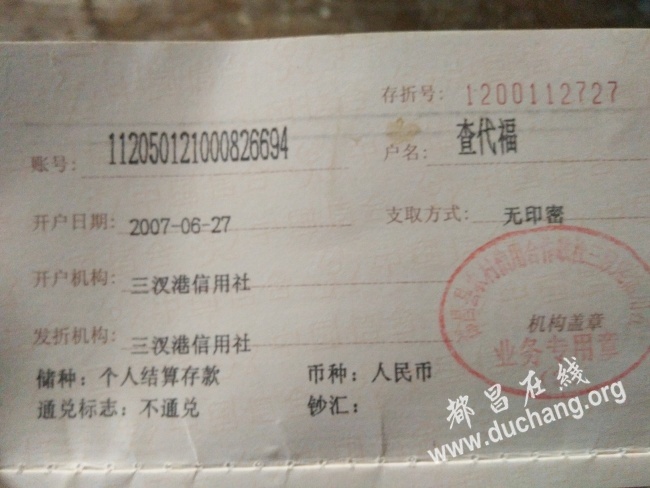 存折号: 1200112727
账号: 112050121000826694 户名: 查代福
开户日期: 2007-06-27 支取方式: 无印密
开户机构: 三汊港信用社
发折机构: 三汊港信用社
机构盖章
业务专用章
储种: 个人结算存款 币种: 人民币
通兑标志: 不通兑 钞汇:
都昌在线
www.duchang.org